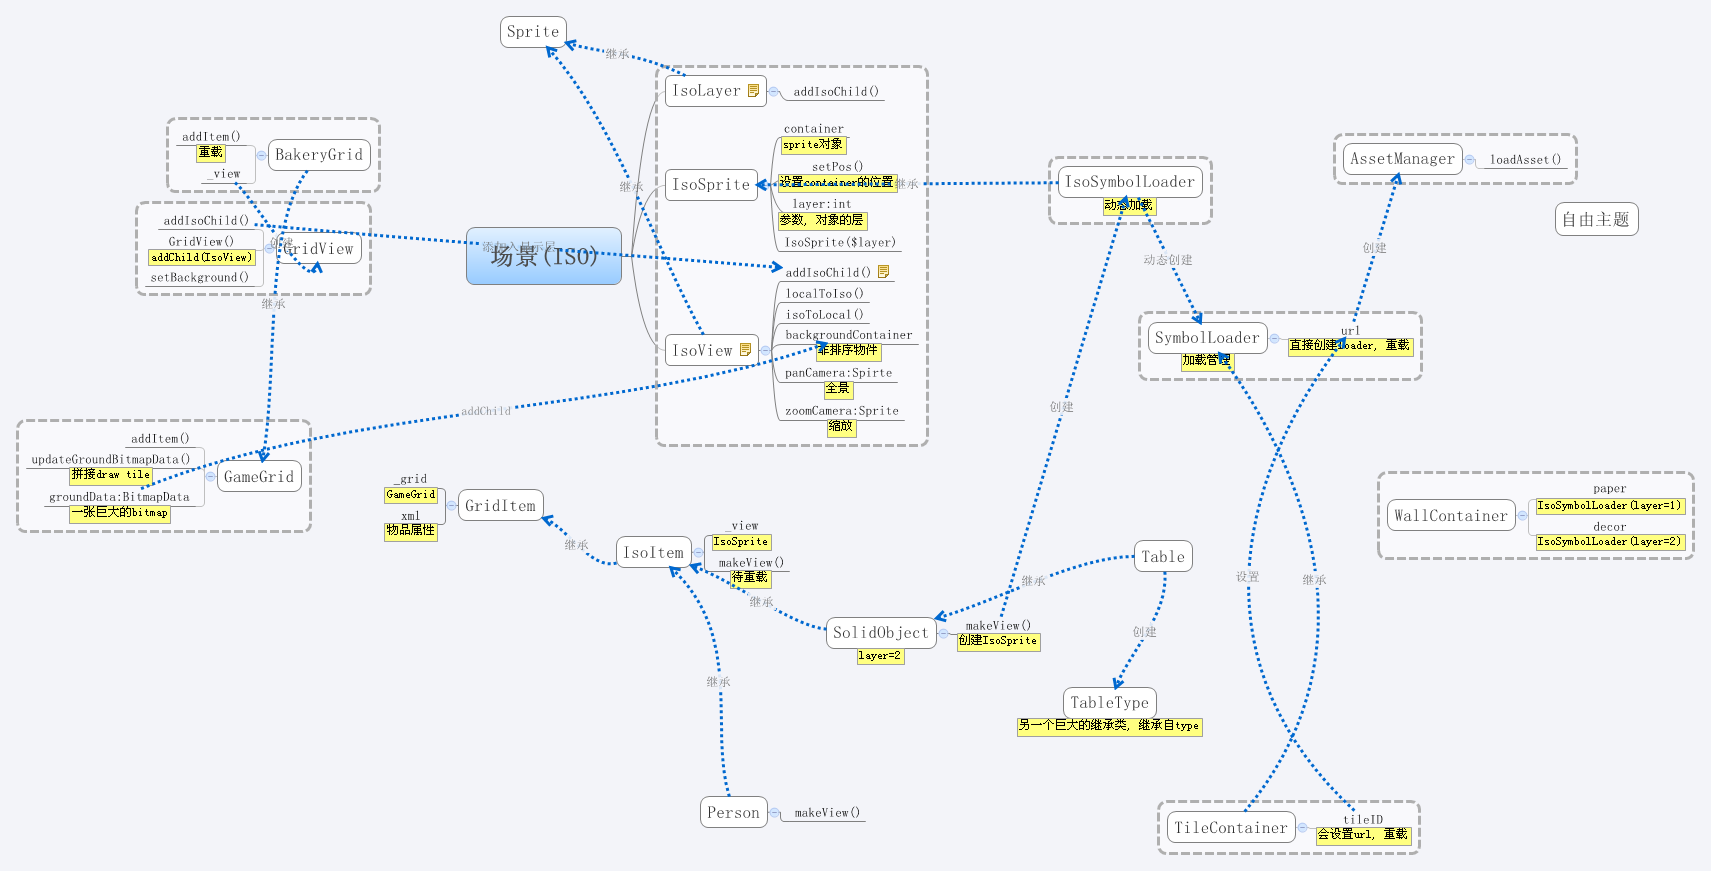 Sprite
继承
IsoLayer
addIsoChild()
container
sprite对象
setPos()
设置container的位置
IsoSprite
layer:int
参数，对象的层
IsoSprite($layer)
继承
继承
IsoSymbolLoader
动态加载
AssetManager
loadAsset()
自由主题
addItem()
重载
_view
BakeryGrid
addIsoChild()
GridView()
addChild(IsoView)
setBackground()
创建
GridView
继承
添加入显示层
场景(ISO)
addIsoChild()
localToIso()
isoToLocal()
backgroundContainer
非排序物件
IsoView
panCamera:Spirte
全景
zoomCamera:Sprite
缩放
动态创建
创建
SymbolLoader
加载管理
url
直接创建loader，重载
addChild
创建
addItem()
updateGroundBitmapData()
拼接draw tile
groundData:BitmapData
一张巨大的bitmap
GameGrid
_grid
GameGrid
xml
物品属性
GridItem
继承
IsoItem
_view
IsoSprite
makeView()
待重载
继承
SolidObject
layer=2
makeView()
创建IsoSprite
继承
Table
创建
TableType
另一个巨大的继承类，继承自type
WallContainer
paper
IsoSymbolLoader(layer=1)
decor
IsoSymbolLoader(layer=2)
设置
继承
继承
Person
makeView()
TileContainer
tileID
会设置url，重载